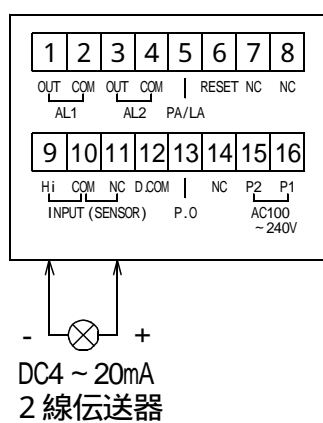 1 2 3 4 5 6 7 8
OUT COM OUT COM RESET NC NC
AL1 AL2 PA/LA
9 10 11 12 13 14 15 16
Hi COM NC D.COM NC P2 P1
INPUT (SENSOR) P.O AC100
～240V
- +
DC4～20mA
2線伝送器